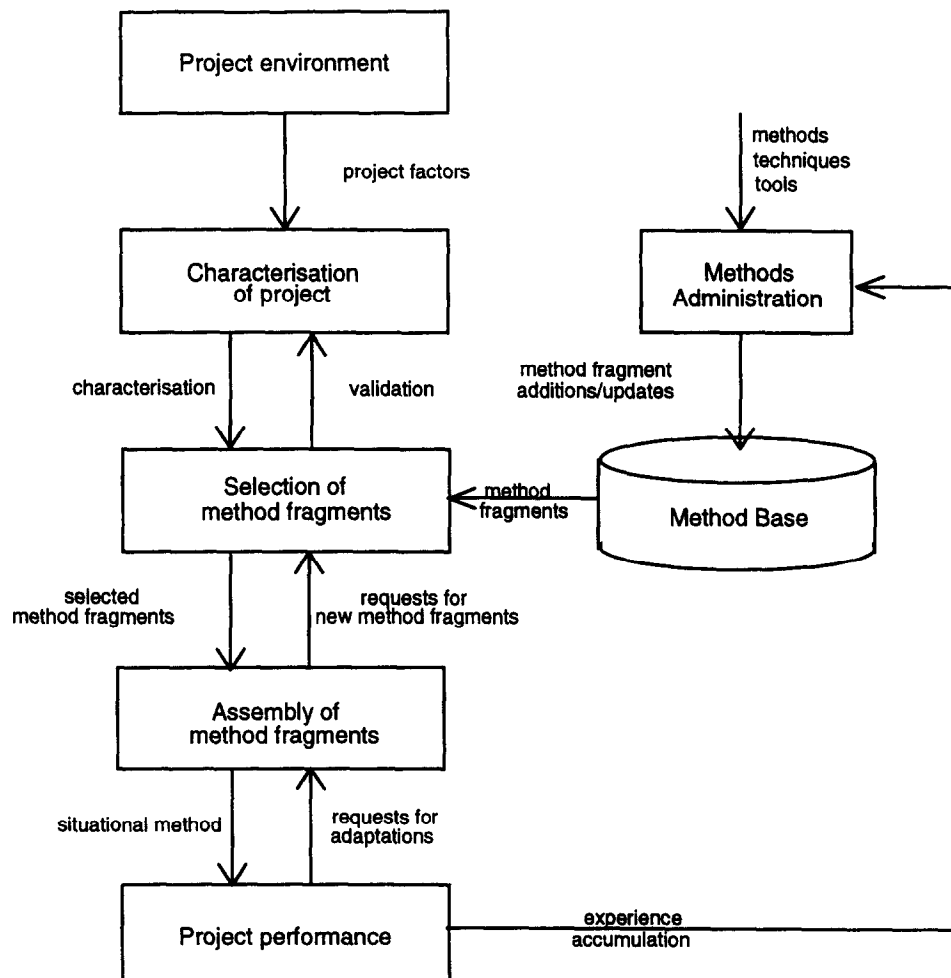 Project environment
project factors
methods
techniques
tools
Characterisation
of project
Methods
Administration
characterisation
validation
method fragment
additions/updates
Selection of
method fragments
method
fragments
Method Base
selected
method fragments
requests for
new method fragments
Assembly of
method fragments
situational method
requests for
adaptations
Project performance
experience
accumulation